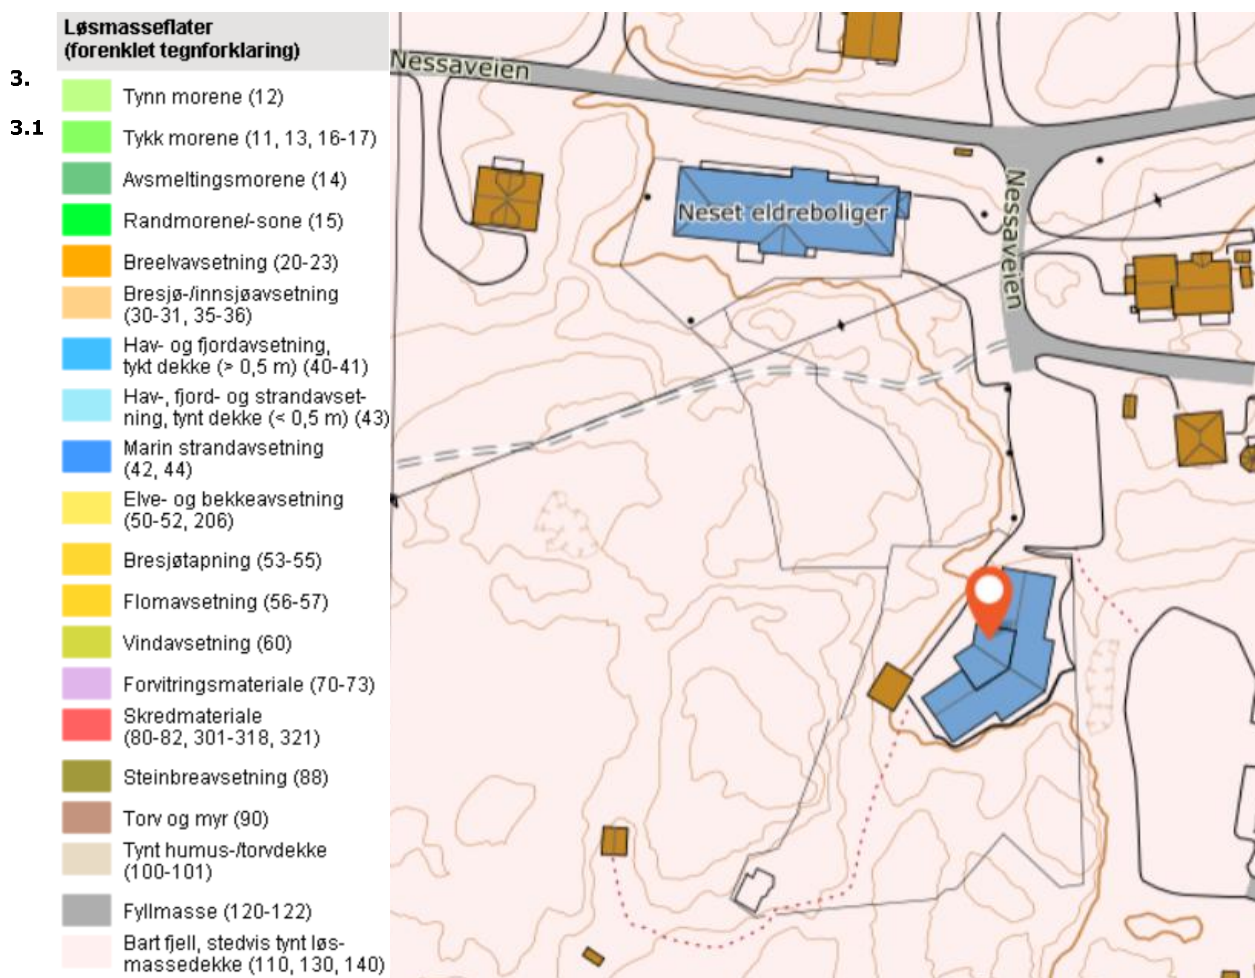 Løsmasseflater
(forenklet tegnforklaring)
3.
Tynn morene (12)
3.1
Tykk morene (11, 13, 16-17)
Avsmeltingsmorene (14)
Randmorene/-sone (15)
Breelvavsetning (20-23)
Bresjø-/innsjøavsetning
(30-31, 35-36)
Hav- og fjordavsetning,
tykt dekke (> 0,5 m) (40-41)
Hav-, fjord- og strandavset-
ning, tynt dekke (< 0,5 m) (43)
Marin strandavsetning
(42, 44)
Elve- og bekkeavsetning
(50-52, 206)
Bresjøtapning (53-55)
Flomavsetning (56-57)
Vindavsetning (60)
Forvitringsmateriale (70-73)
Skredmateriale
(80-82, 301-318, 321)
Steinbreavsetning (88)
Torv og myr (90)
Tynt humus-/torvdekke
(100-101)
Fyllmasse (120-122)
Bart fjell, stedvis tynt løs-
massedekke (110, 130, 140)
Nessaveien
Neset eldreboliger
Nessaveien